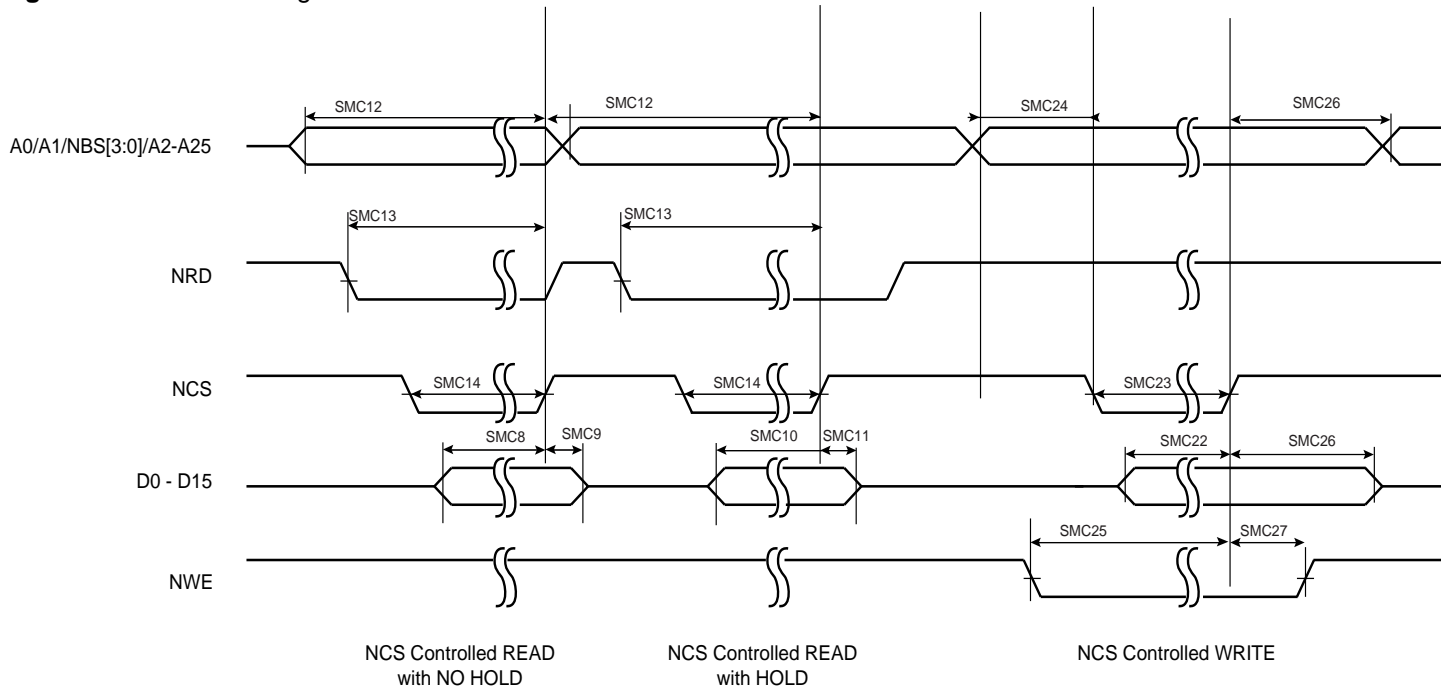 SMC12
SMC12
SMC24
SMC26
A0/A1/NBS[3:0]/A2-A25
SMC13
SMC13
NRD
NCS
SMC14
SMC14
SMC23
SMC8
SMC9
SMC10
SMC11
SMC22
SMC26
D0 - D15
SMC25
SMC27
NWE
NCS Controlled READ
with NO HOLD
NCS Controlled READ
with HOLD
NCS Controlled WRITE